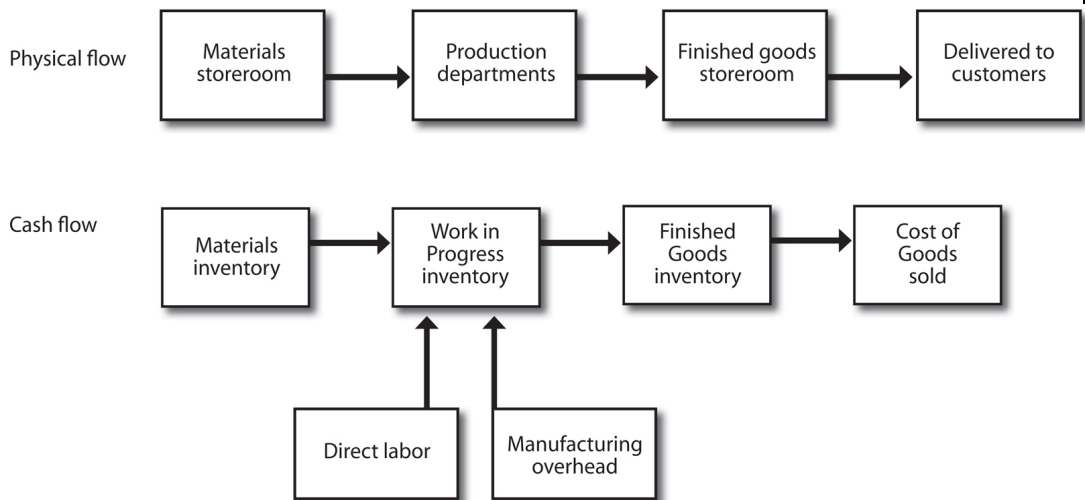 Physical flow
Materials
storeroom
Production
departments
Finished goods
storeroom
Delivered to
customers
Cash flow
Materials
inventory
Work in
Progress
inventory
Finished
Goods
inventory
Cost of
Goods
sold
Direct labor
Manufacturing
overhead